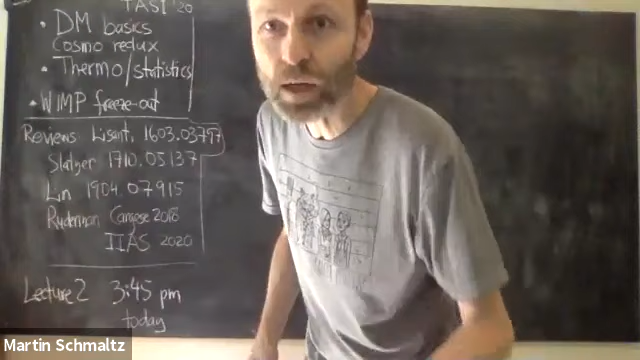 TASI '20
• DM basics
Cosmo redux
• Thermo/statistics
• WIMP freeze-out
Reviews: Lisanti, 1603.03797
Slatyer 1710.05137
Lin 1904.07915
Ruderman Cargese 2018
IIAS 2020
Lecture 2 3:45 pm
today
Martin Schmaltz